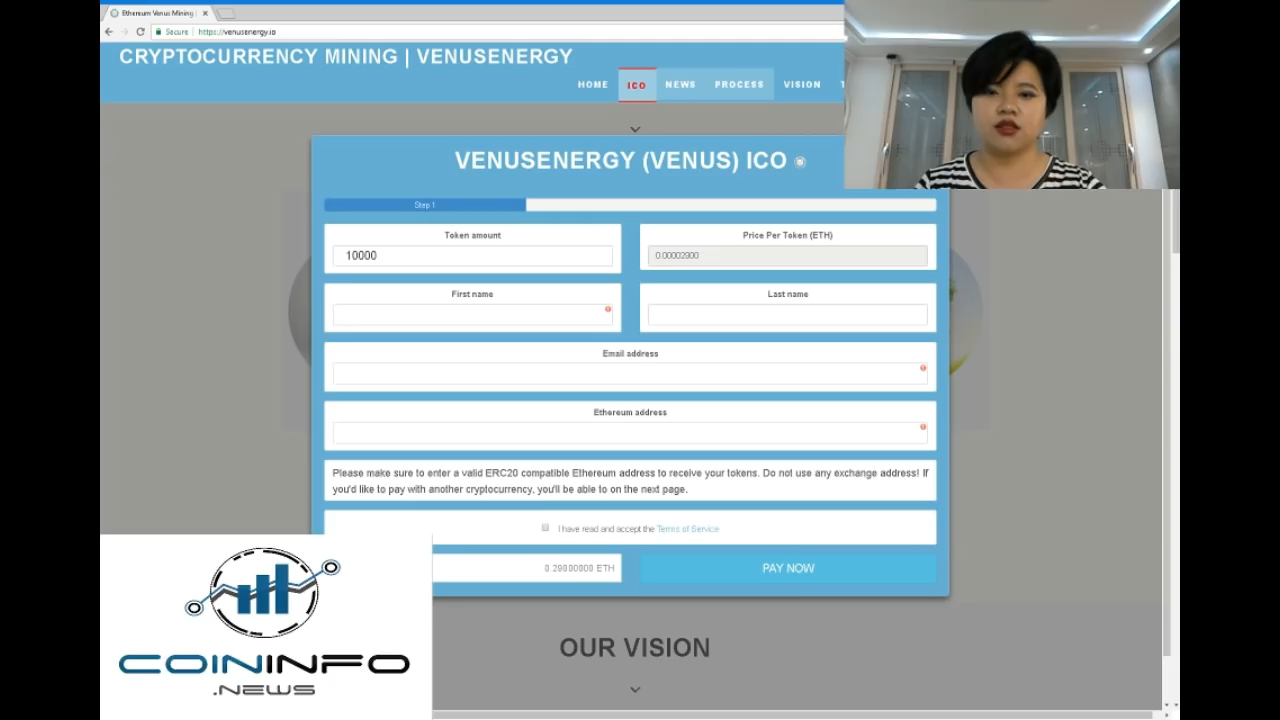 Ethereum Venus Mining
Secure
https://venusenergy.io
CRYPTOCURRENCY MINING | VENUSENERGY
HOME
ICO
NEWS
PROCESS
VISION
VENUSENERGY (VENUS) ICO
Step 1
Token amount
Price Per Token (ETH)
10000
0.00002900
First name
Last name
Email address
Ethereum address
Please make sure to enter a valid ERC20 compatible Ethereum address to receive your tokens. Do not use any exchange address! If
you'd like to pay with another cryptocurrency, you'll be able to on the next page.
I have read and accept the Terms of Service
0.29000000 ETH
PAY NOW
OUR VISION
COININFO
.NEWS